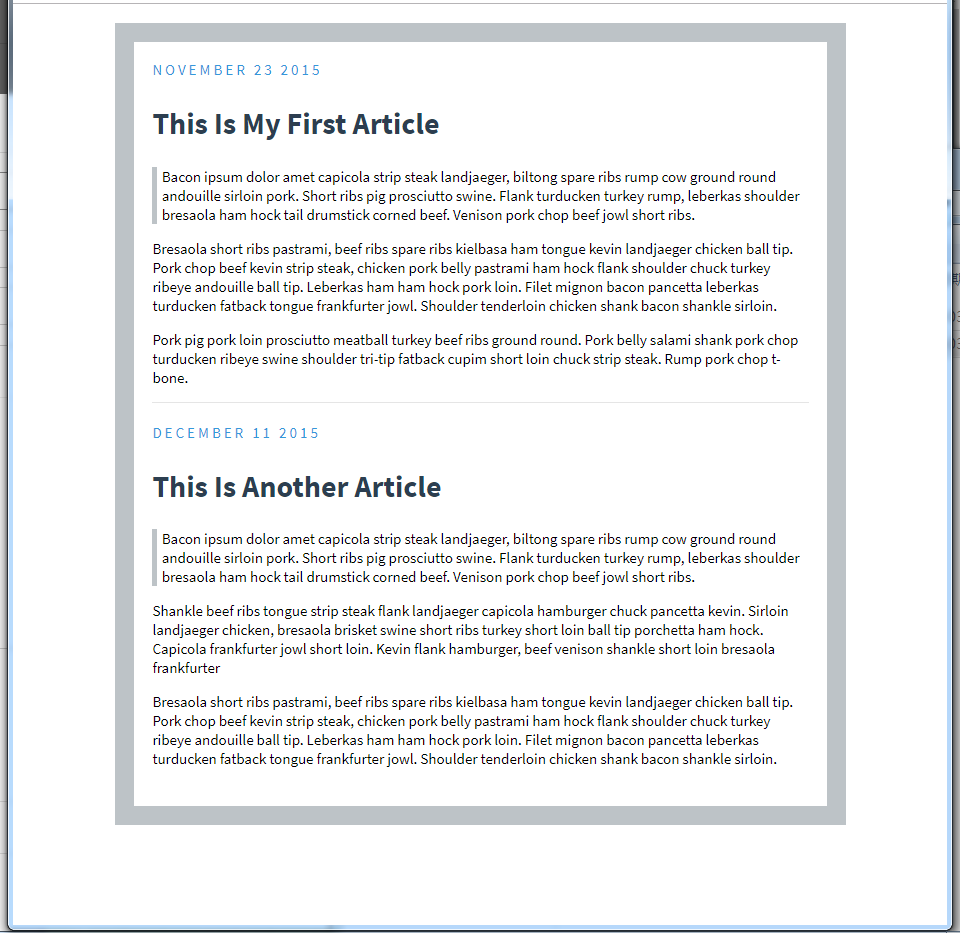 NOVEMBER 23 2015
This Is My First Article
Bacon ipsum dolor amet capicola strip steak landjaeger, biltong spare ribs rump cow ground round
andouille sirloin pork. Short ribs pig prosciutto swine. Flank turducken turkey rump, leberkas shoulder
bresaola ham hock tail drumstick corned beef. Venison pork chop beef jowl short ribs.
Bresaola short ribs pastrami, beef ribs spare ribs kielbasa ham tongue kevin landjaeger chicken ball tip.
Pork chop beef kevin strip steak, chicken pork belly pastrami ham hock flank shoulder chuck turkey
ribeye andouille ball tip. Leberkas ham ham hock pork loin. Filet mignon bacon pancetta leberkas
turducken fatback tongue frankfurter jowl. Shoulder tenderloin chicken shank bacon shankle sirloin.
Pork pig pork loin prosciutto meatball turkey beef ribs ground round. Pork belly salami shank pork chop
turducken ribeye swine shoulder tri-tip fatback cupim short loin chuck strip steak. Rump pork chop t-
bone.
DECEMBER 11 2015
This Is Another Article
Bacon ipsum dolor amet capicola strip steak landjaeger, biltong spare ribs rump cow ground round
andouille sirloin pork. Short ribs pig prosciutto swine. Flank turducken turkey rump, leberkas shoulder
bresaola ham hock tail drumstick corned beef. Venison pork chop beef jowl short ribs.
Shankle beef ribs tongue strip steak flank landjaeger capicola hamburger chuck pancetta kevin. Sirloin
landjaeger chicken, bresaola brisket swine short ribs turkey short loin ball tip porchetta ham hock.
Capicola frankfurter jowl short loin. Kevin flank hamburger, beef venison shankle short loin bresaola
frankfurter
Bresaola short ribs pastrami, beef ribs spare ribs kielbasa ham tongue kevin landjaeger chicken ball tip.
Pork chop beef kevin strip steak, chicken pork belly pastrami ham hock flank shoulder chuck turkey
ribeye andouille ball tip. Leberkas ham ham hock pork loin. Filet mignon bacon pancetta leberkas
turducken fatback tongue frankfurter jowl. Shoulder tenderloin chicken shank bacon shankle sirloin.